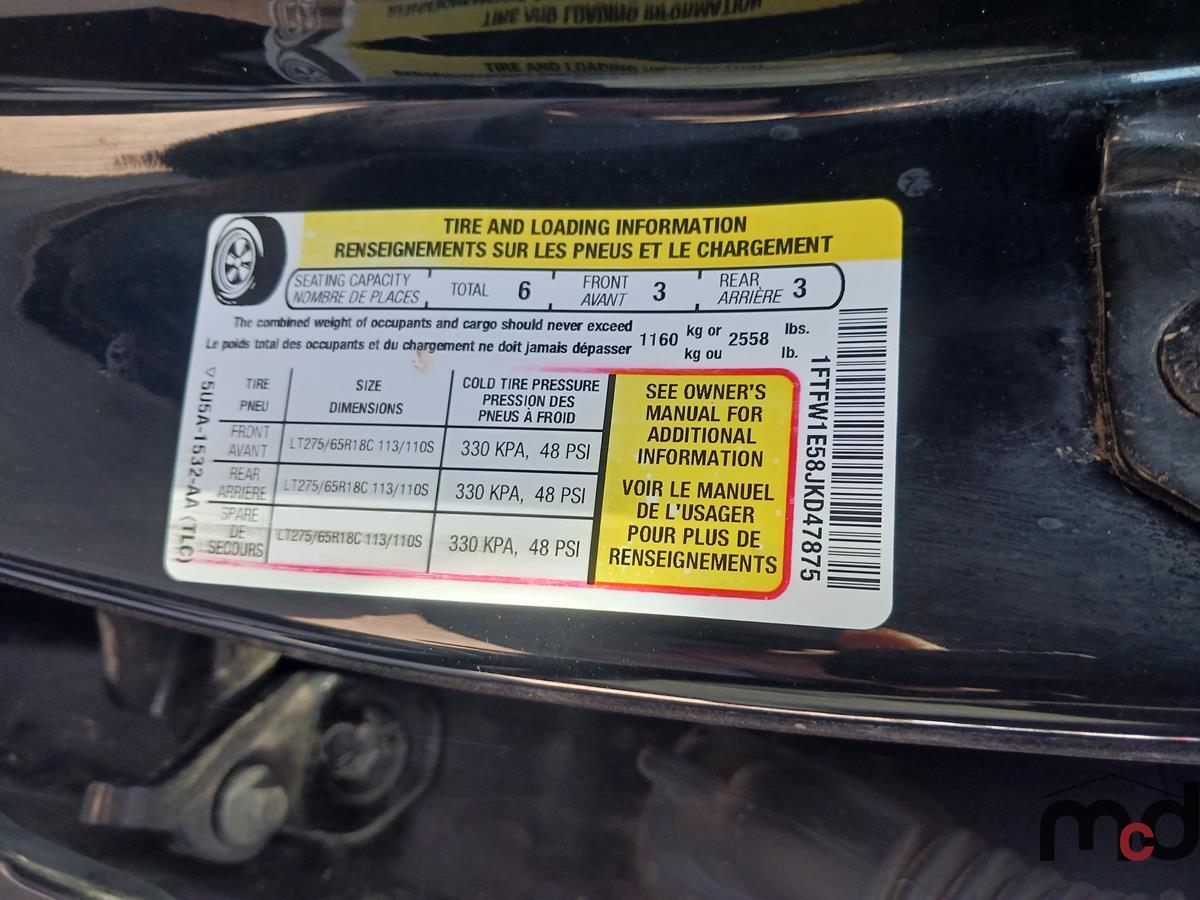 TIRE AND LOADING INFORMATION
RENSEIGNEMENTS SUR LES PNEUS ET LE CHARGEMENT
SEATING CAPACITY
NOMBRE DE PLACES
TOTAL 6
FRONT
AVANT 3
REAR
ARRIÈRE 3
The combined weight of occupants and cargo should never exceed
Le poids total des occupants et du chargement ne doit jamais dépasser
1160 kg or 2558 lbs.
kg ou lb.
TIRE
PNEU
SIZE
DIMENSIONS
COLD TIRE PRESSURE
PRESSION DES
PNEUS À FROID
FRONT
AVANT
LT275/65R18C 113/110S
330 KPA, 48 PSI
REAR
ARRIERE
LT275/65R18C 113/110S
330 KPA, 48 PSI
SPARE
DE
SECOURS
LT275/65R18C 113/110S
330 KPA, 48 PSI
SEE OWNER'S
MANUAL FOR
ADDITIONAL
INFORMATION
VOIR LE MANUEL
DE L'USAGER
POUR PLUS DE
RENSEIGNEMENTS
5U5A-1532-AA (TLC)
1FTFW1E58JKD47875
TIRE AND LOADING INFORMATION
mcd